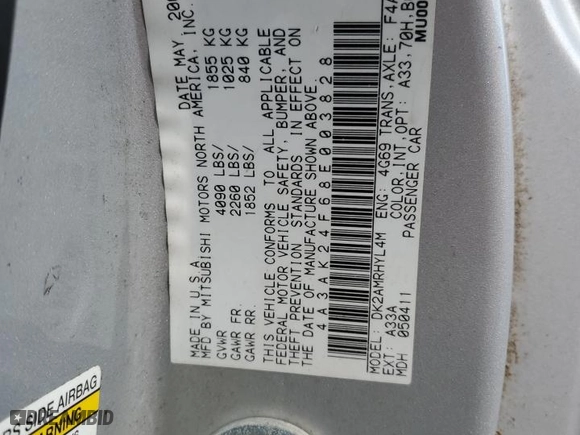 MADE IN U.S.A.
MFD BY MITSUBISHI MOTORS NORTH AMERICA, INC.
DATE MAY,
GVWR 4090 LBS/ 1855 KG
GAWR FR. 2260 LBS/ 1025 KG
GAWR RR. 1852 LBS/ 840 KG
THIS VEHICLE CONFORMS TO ALL APPLICABLE
FEDERAL MOTOR VEHICLE SAFETY, BUMPER, AND
THEFT PREVENTION STANDARDS IN EFFECT ON
THE DATE OF MANUFACTURE SHOWN ABOVE.
4A3AK24F68E003828
MODEL: DK2AMRHYL4M ENG: 4G69 TRANS, AXLE: F4A
EXT: A33A COLOR, INT, OPT: A33, 70H, B
MDH 050411 PASSENGER CAR
MU00
SIDE AIRBAG
WARNING